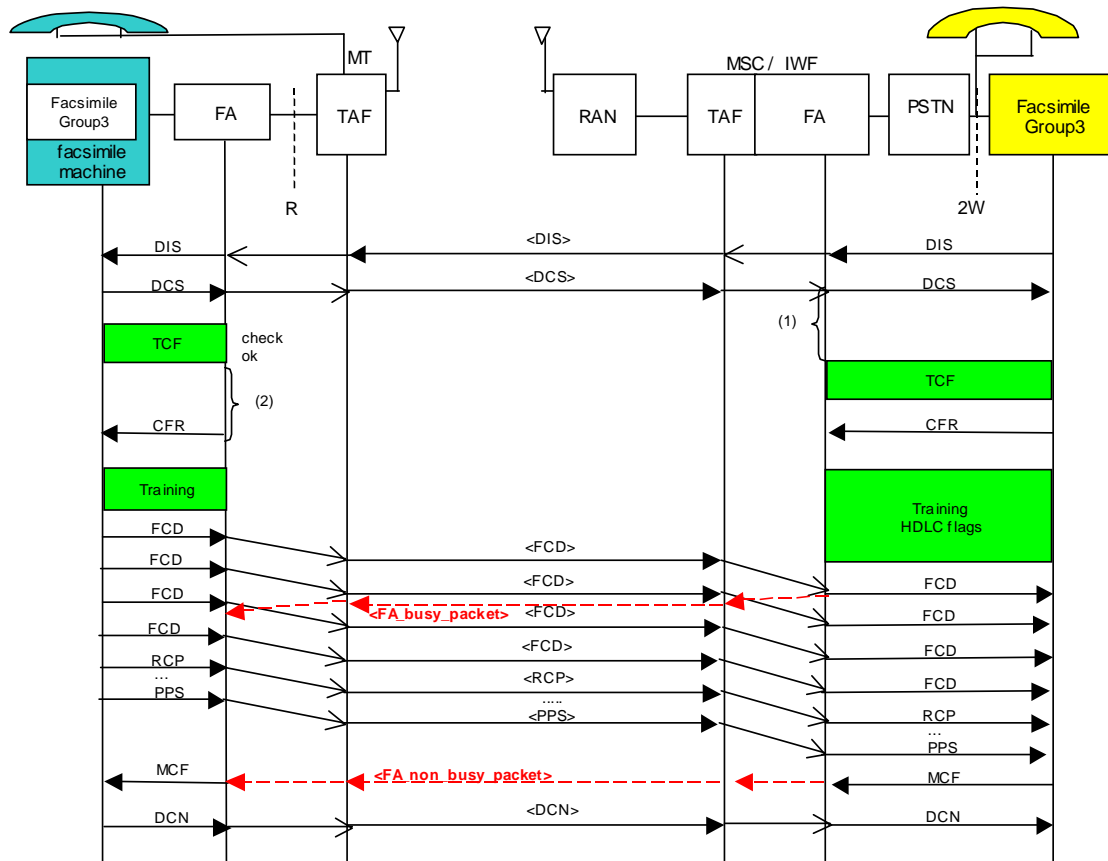 MT
MSC / IWF
Facsimile
Group3
facsimile
machine
FA
TAF
RAN
TAF
FA
PSTN
Facsimile
Group3
R
2W
DIS
<DIS>
DIS
DCS
<DCS>
DCS
(1)
TCF
check
ok
TCF
(2)
CFR
CFR
Training
Training
HDLC flags
FCD
<FCD>
FCD
FCD
<FCD>
FCD
FCD
<FA_busy_packet>
<FCD>
FCD
FCD
<FCD>
FCD
RCP
<RCP>
RCP
...
.....
...
PPS
<PPS>
PPS
MCF
<FA_non_busy_packet>
MCF
DCN
<DCN>
DCN